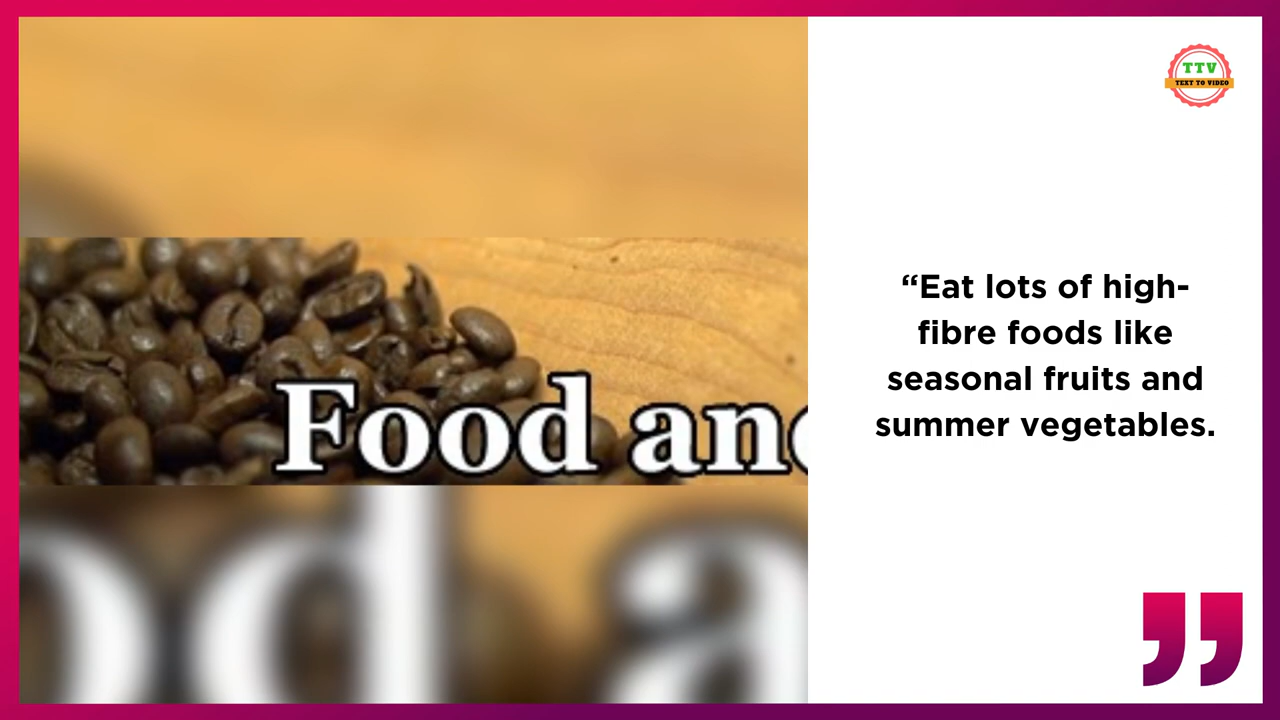 TTV
TEXT TO VIDEO
Food and
“Eat lots of high-
fibre foods like
seasonal fruits and
summer vegetables.